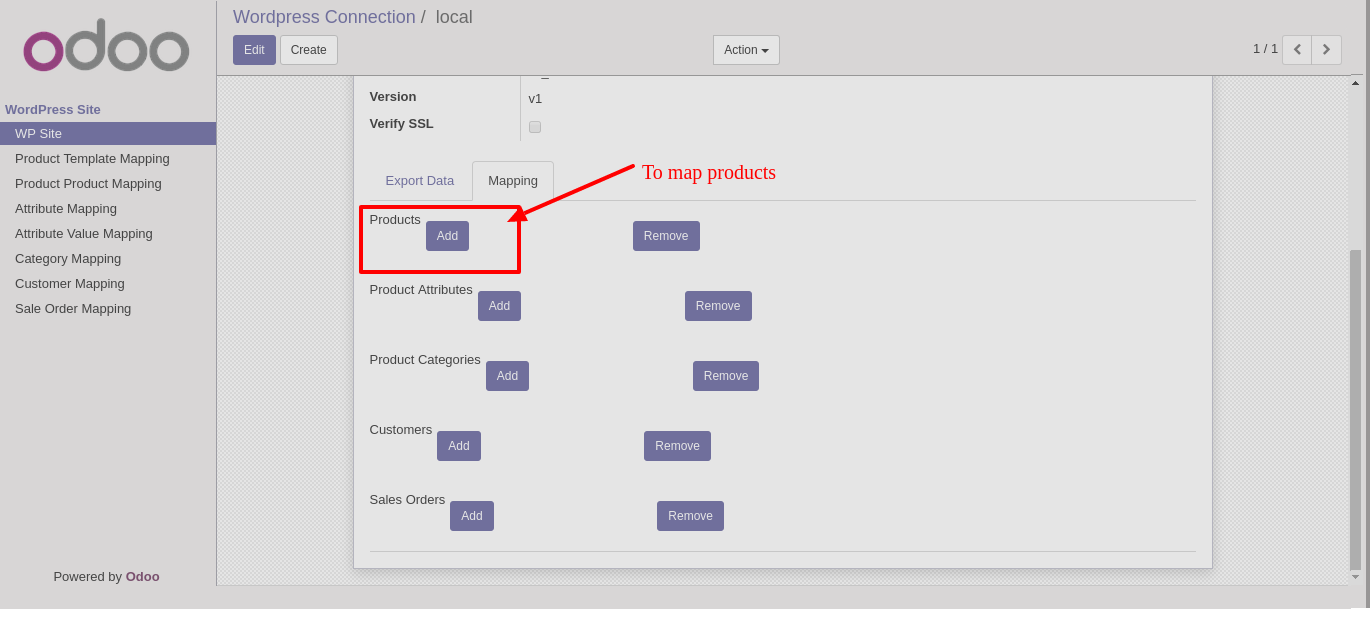 odoo
Wordpress Connection / local
Edit Create Action 1 / 1
WordPress Site
WP Site
Product Template Mapping
Product Product Mapping
Attribute Mapping
Attribute Value Mapping
Category Mapping
Customer Mapping
Sale Order Mapping
Powered by Odoo
Version v1
Verify SSL
Export Data Mapping
To map products
Products Add Remove
Product Attributes Add Remove
Product Categories Add Remove
Customers Add Remove
Sales Orders Add Remove